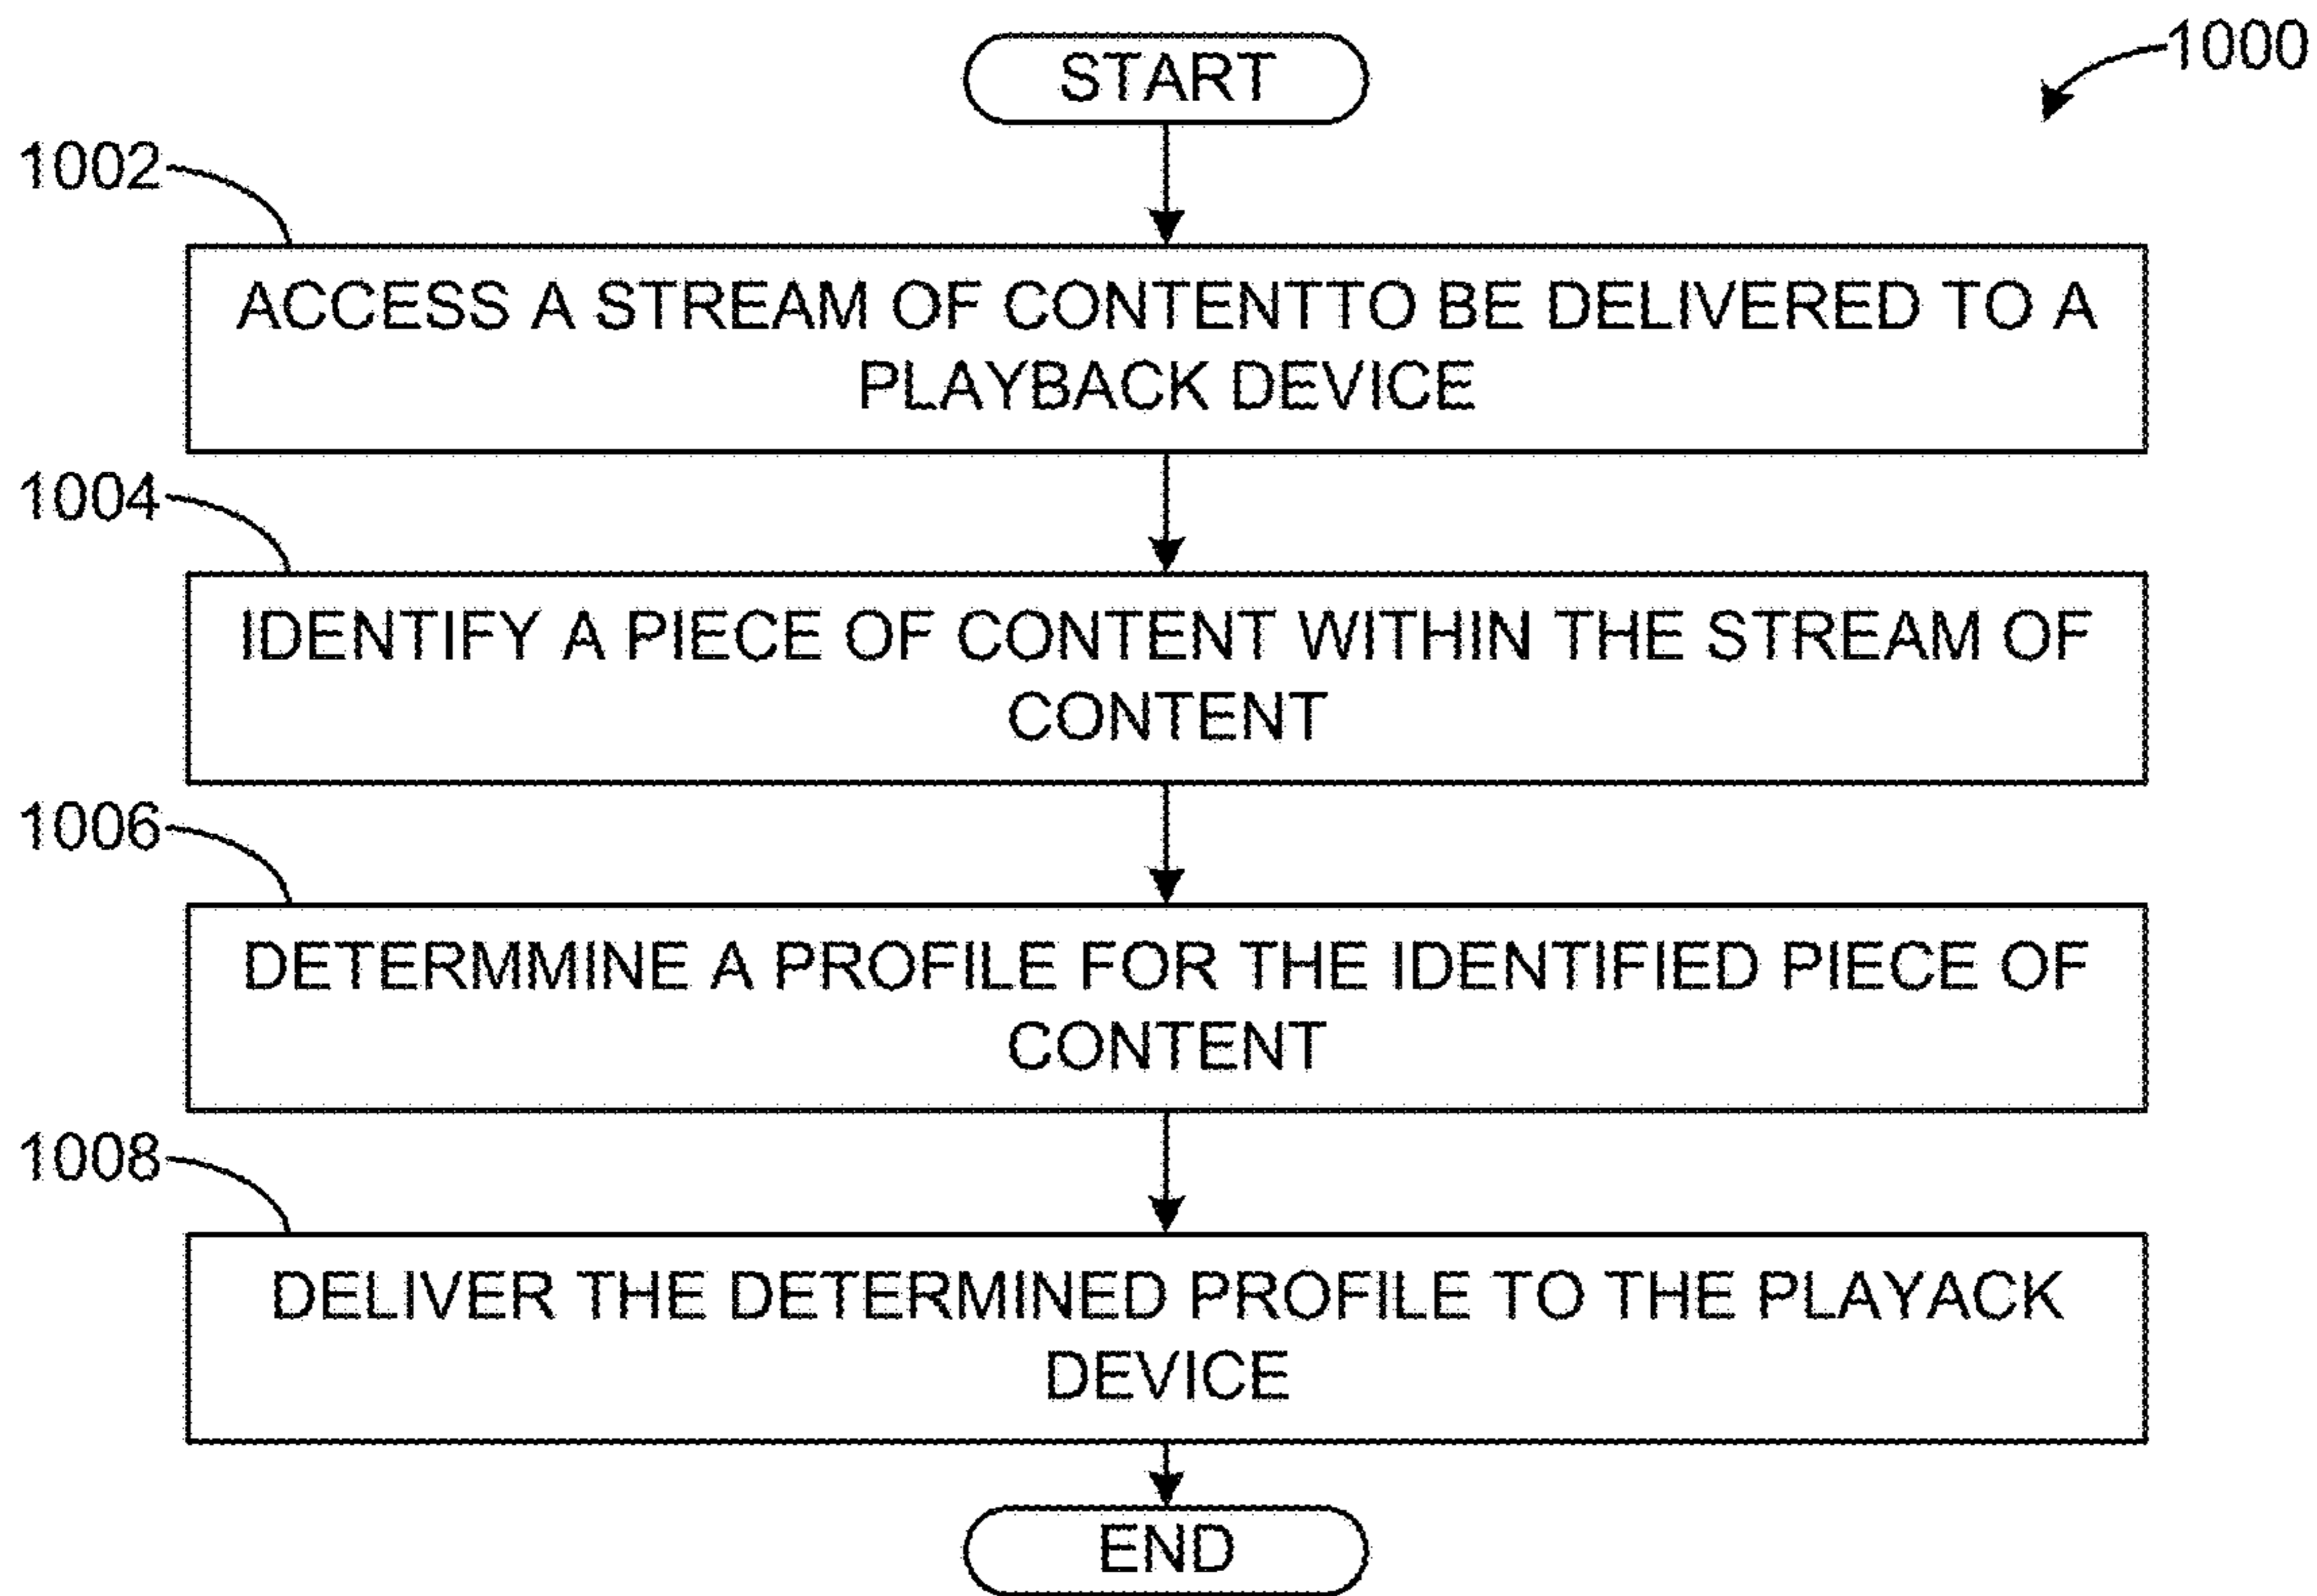 START
1000
1002
ACCESS A STREAM OF CONTENTTO BE DELIVERED TO A
PLAYBACK DEVICE
1004
IDENTIFY A PIECE OF CONTENT WITHIN THE STREAM OF
CONTENT
1006
DETERMMINE A PROFILE FOR THE IDENTIFIED PIECE OF
CONTENT
1008
DELIVER THE DETERMINED PROFILE TO THE PLAYACK
DEVICE
END